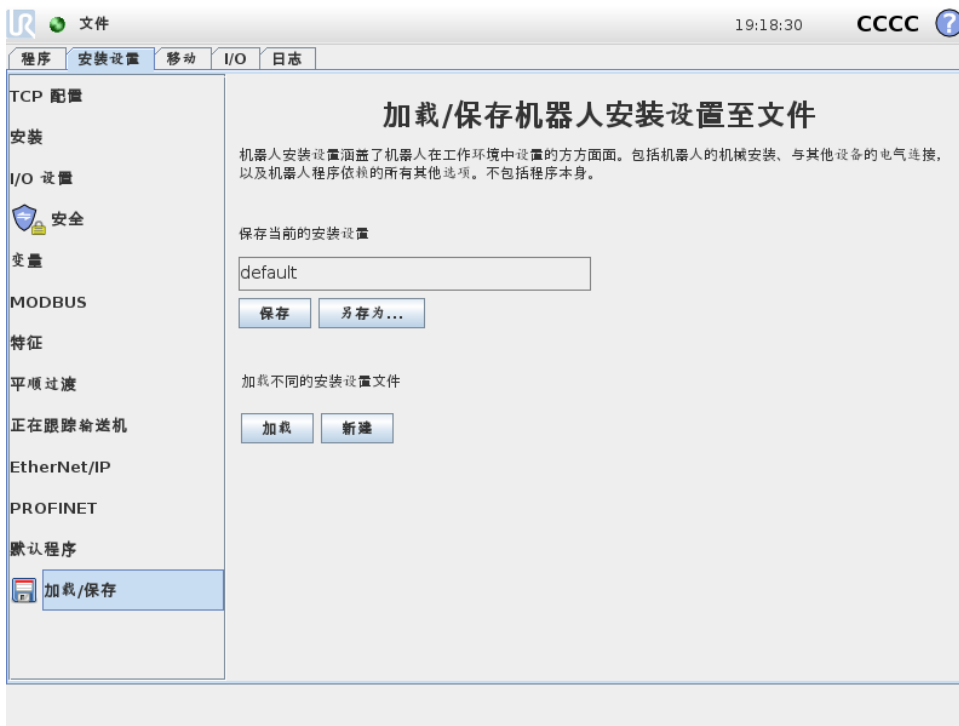 UR 文件 19:18:30 CCCC ?
程序 安装设置 移动 I/O 日志
TCP 配置
安装
I/O 设置
安全
变量
MODBUS
特征
平顺过渡
正在跟踪输送机
EtherNet/IP
PROFINET
默认程序
加载/保存
加载/保存机器人安装设置至文件
机器人安装设置涵盖了机器人在工作环境中设置的方方面面。包括机器人的机械安装、与其他设备的电气连接,
以及机器人程序依赖的所有其他选项。不包括程序本身。
保存当前的安装设置
default
保存 另存为...
加载不同的安装设置文件
加载 新建